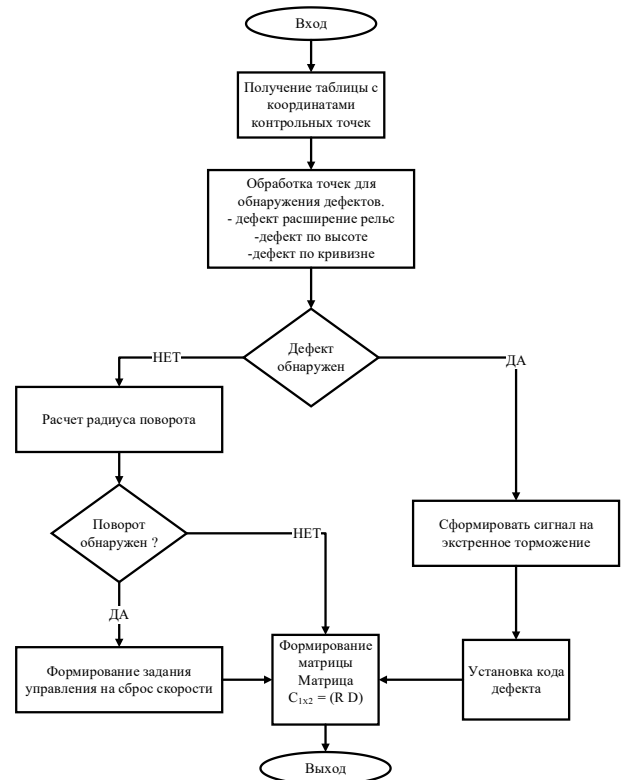 Вход
Получение таблицы с
координатами
контрольных точек
Обработка точек для
обнаружения дефектов.
- дефект расширение рельс
-дефект по высоте
-дефект по кривизне
Дефект
обнаружен
НЕТ
ДА
Расчет радиуса поворота
Поворот
обнаружен ?
НЕТ
Сформировать сигнал на
экстренное торможение
ДА
Формирование задания
управления на сброс скорости
Формирование
матрицы
Матрица
C₁ₓ₂ = (R D)
Установка кода
дефекта
Выход